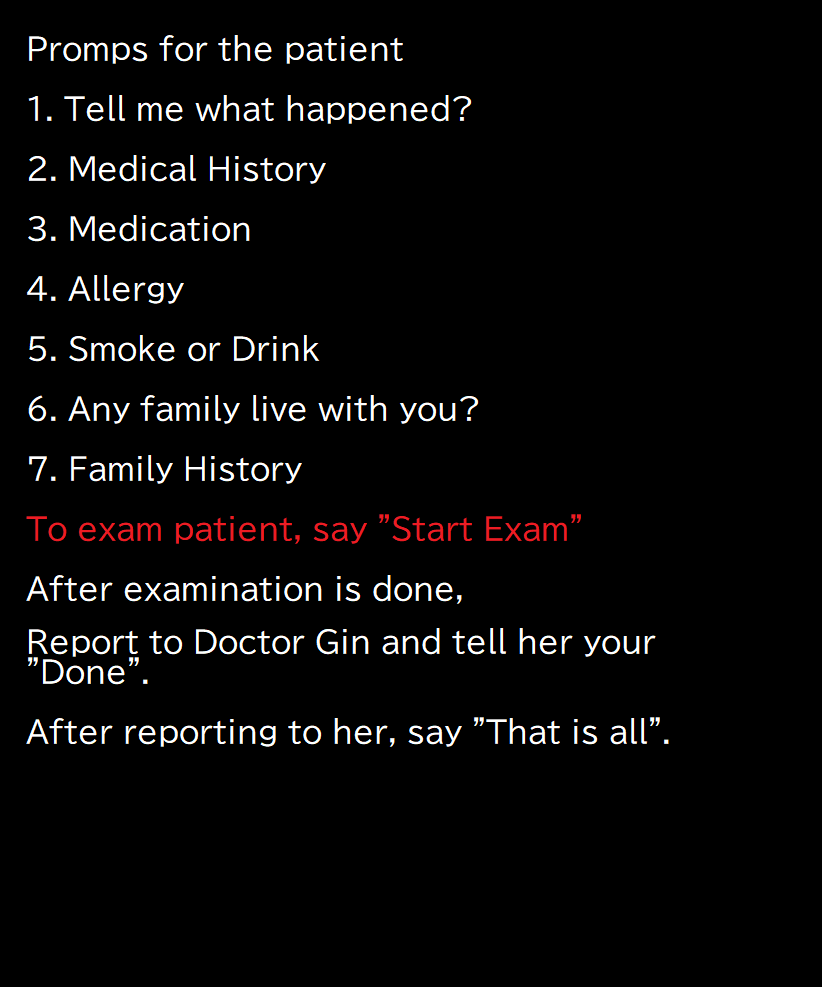 Promps for the patient
1. Tell me what happened?
2. Medical History
3. Medication
4. Allergy
5. Smoke or Drink
6. Any family live with you?
7. Family History
To exam patient, say ”Start Exam”
After examination is done,
Report to Doctor Gin and tell her your
”Done”.
After reporting to her, say ”That is all”.